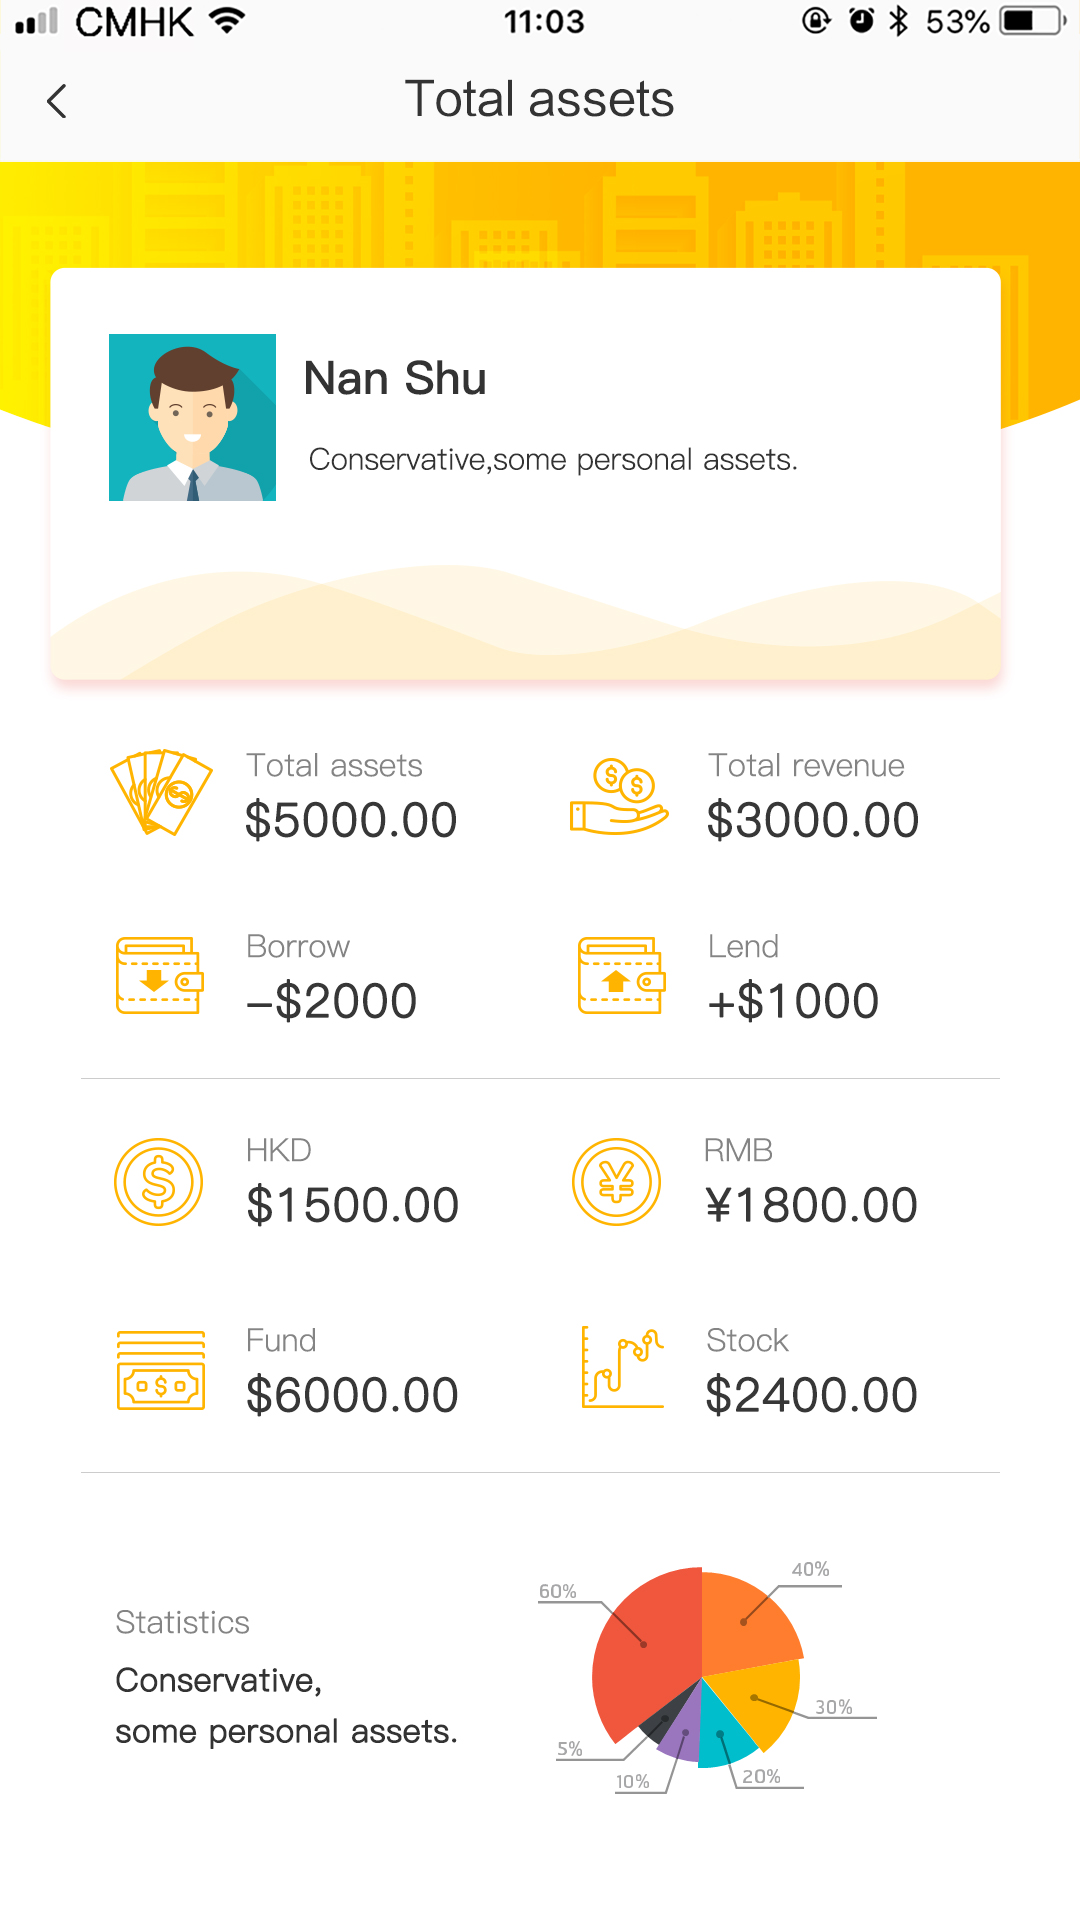 CMHK 11:03 53%
Total assets
Nan Shu
Conservative,some personal assets.
Total assets
$5000.00
Total revenue
$3000.00
Borrow
–$2000
Lend
+$1000
HKD
$1500.00
RMB
¥1800.00
Fund
$6000.00
Stock
$2400.00
Statistics
Conservative,
some personal assets.
60%
40%
30%
20%
10%
5%